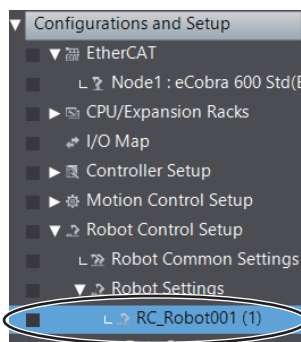 Configurations and Setup
EtherCAT
Node1 : eCobra 600 Std(E
CPU/Expansion Racks
I/O Map
Controller Setup
Motion Control Setup
Robot Control Setup
Robot Common Settings
Robot Settings
RC_Robot001 (1)